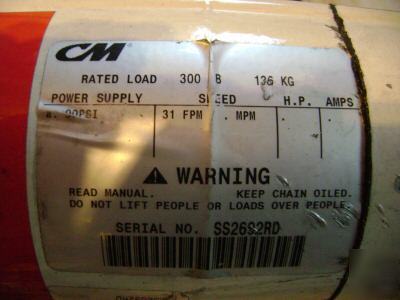 CM
RATED LOAD 300 B 136 KG
POWER SUPPLY SPEED H.P. AMPS
90PSI 31 FPM . MPM . .
WARNING
READ MANUAL. KEEP CHAIN OILED.
DO NOT LIFT PEOPLE OR LOADS OVER PEOPLE.
SERIAL NO. SS2692RD